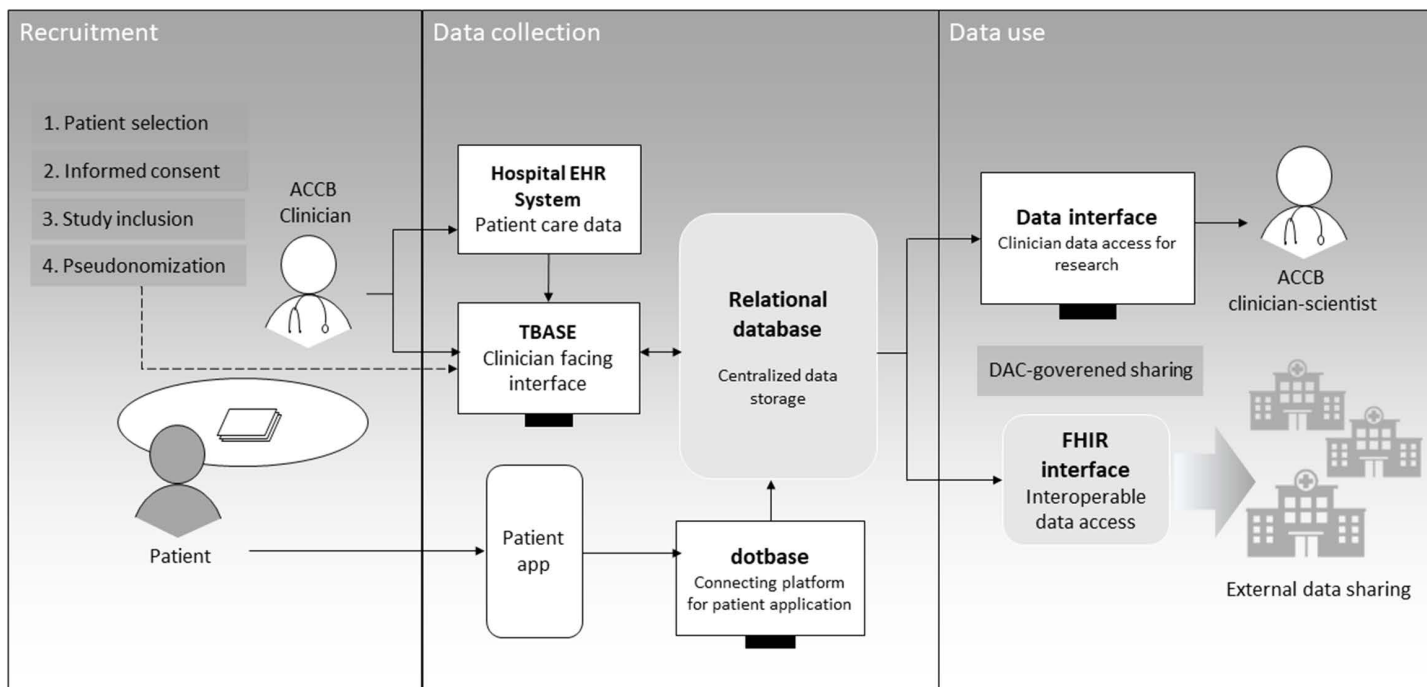 Recruitment
1. Patient selection
2. Informed consent
3. Study inclusion
4. Pseudonomization
ACCB
Clinician
Patient
Data collection
Hospital EHR
System
Patient care data
TBASE
Clinician facing
interface
Patient
app
Relational
database
Centralized data
storage
dotbase
Connecting platform
for patient application
Data use
Data interface
Clinician data access for
research
ACCB
clinician-scientist
DAC-goverened sharing
FHIR
interface
Interoperable
data access
External data sharing